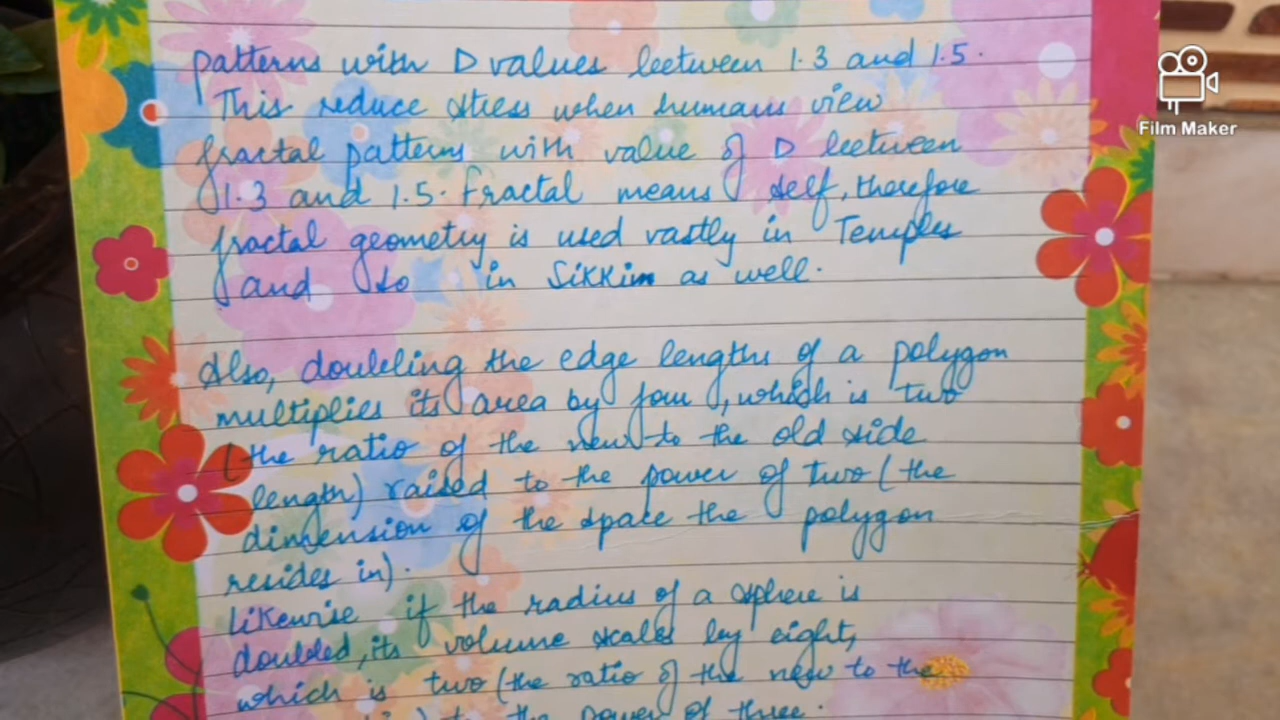 patterns with D values between 1.3 and 1.5.
This reduce stress when humans view
fractal patterns with value of D between
1.3 and 1.5. Fractal means self, therefore
fractal geometry is used vastly in Temples
and so in Sikkim as well.
Also, doubling the edge lengths of a polygon
multiplies its area by four, which is two
(the ratio of the new to the old side
length) raised to the power of two (the
dimension of the space the polygon
resides in).
Likewise if the radius of a sphere is
doubled, its volume scales by eight,
which is two (the ratio of the new to the
to the power of three.
Film Maker